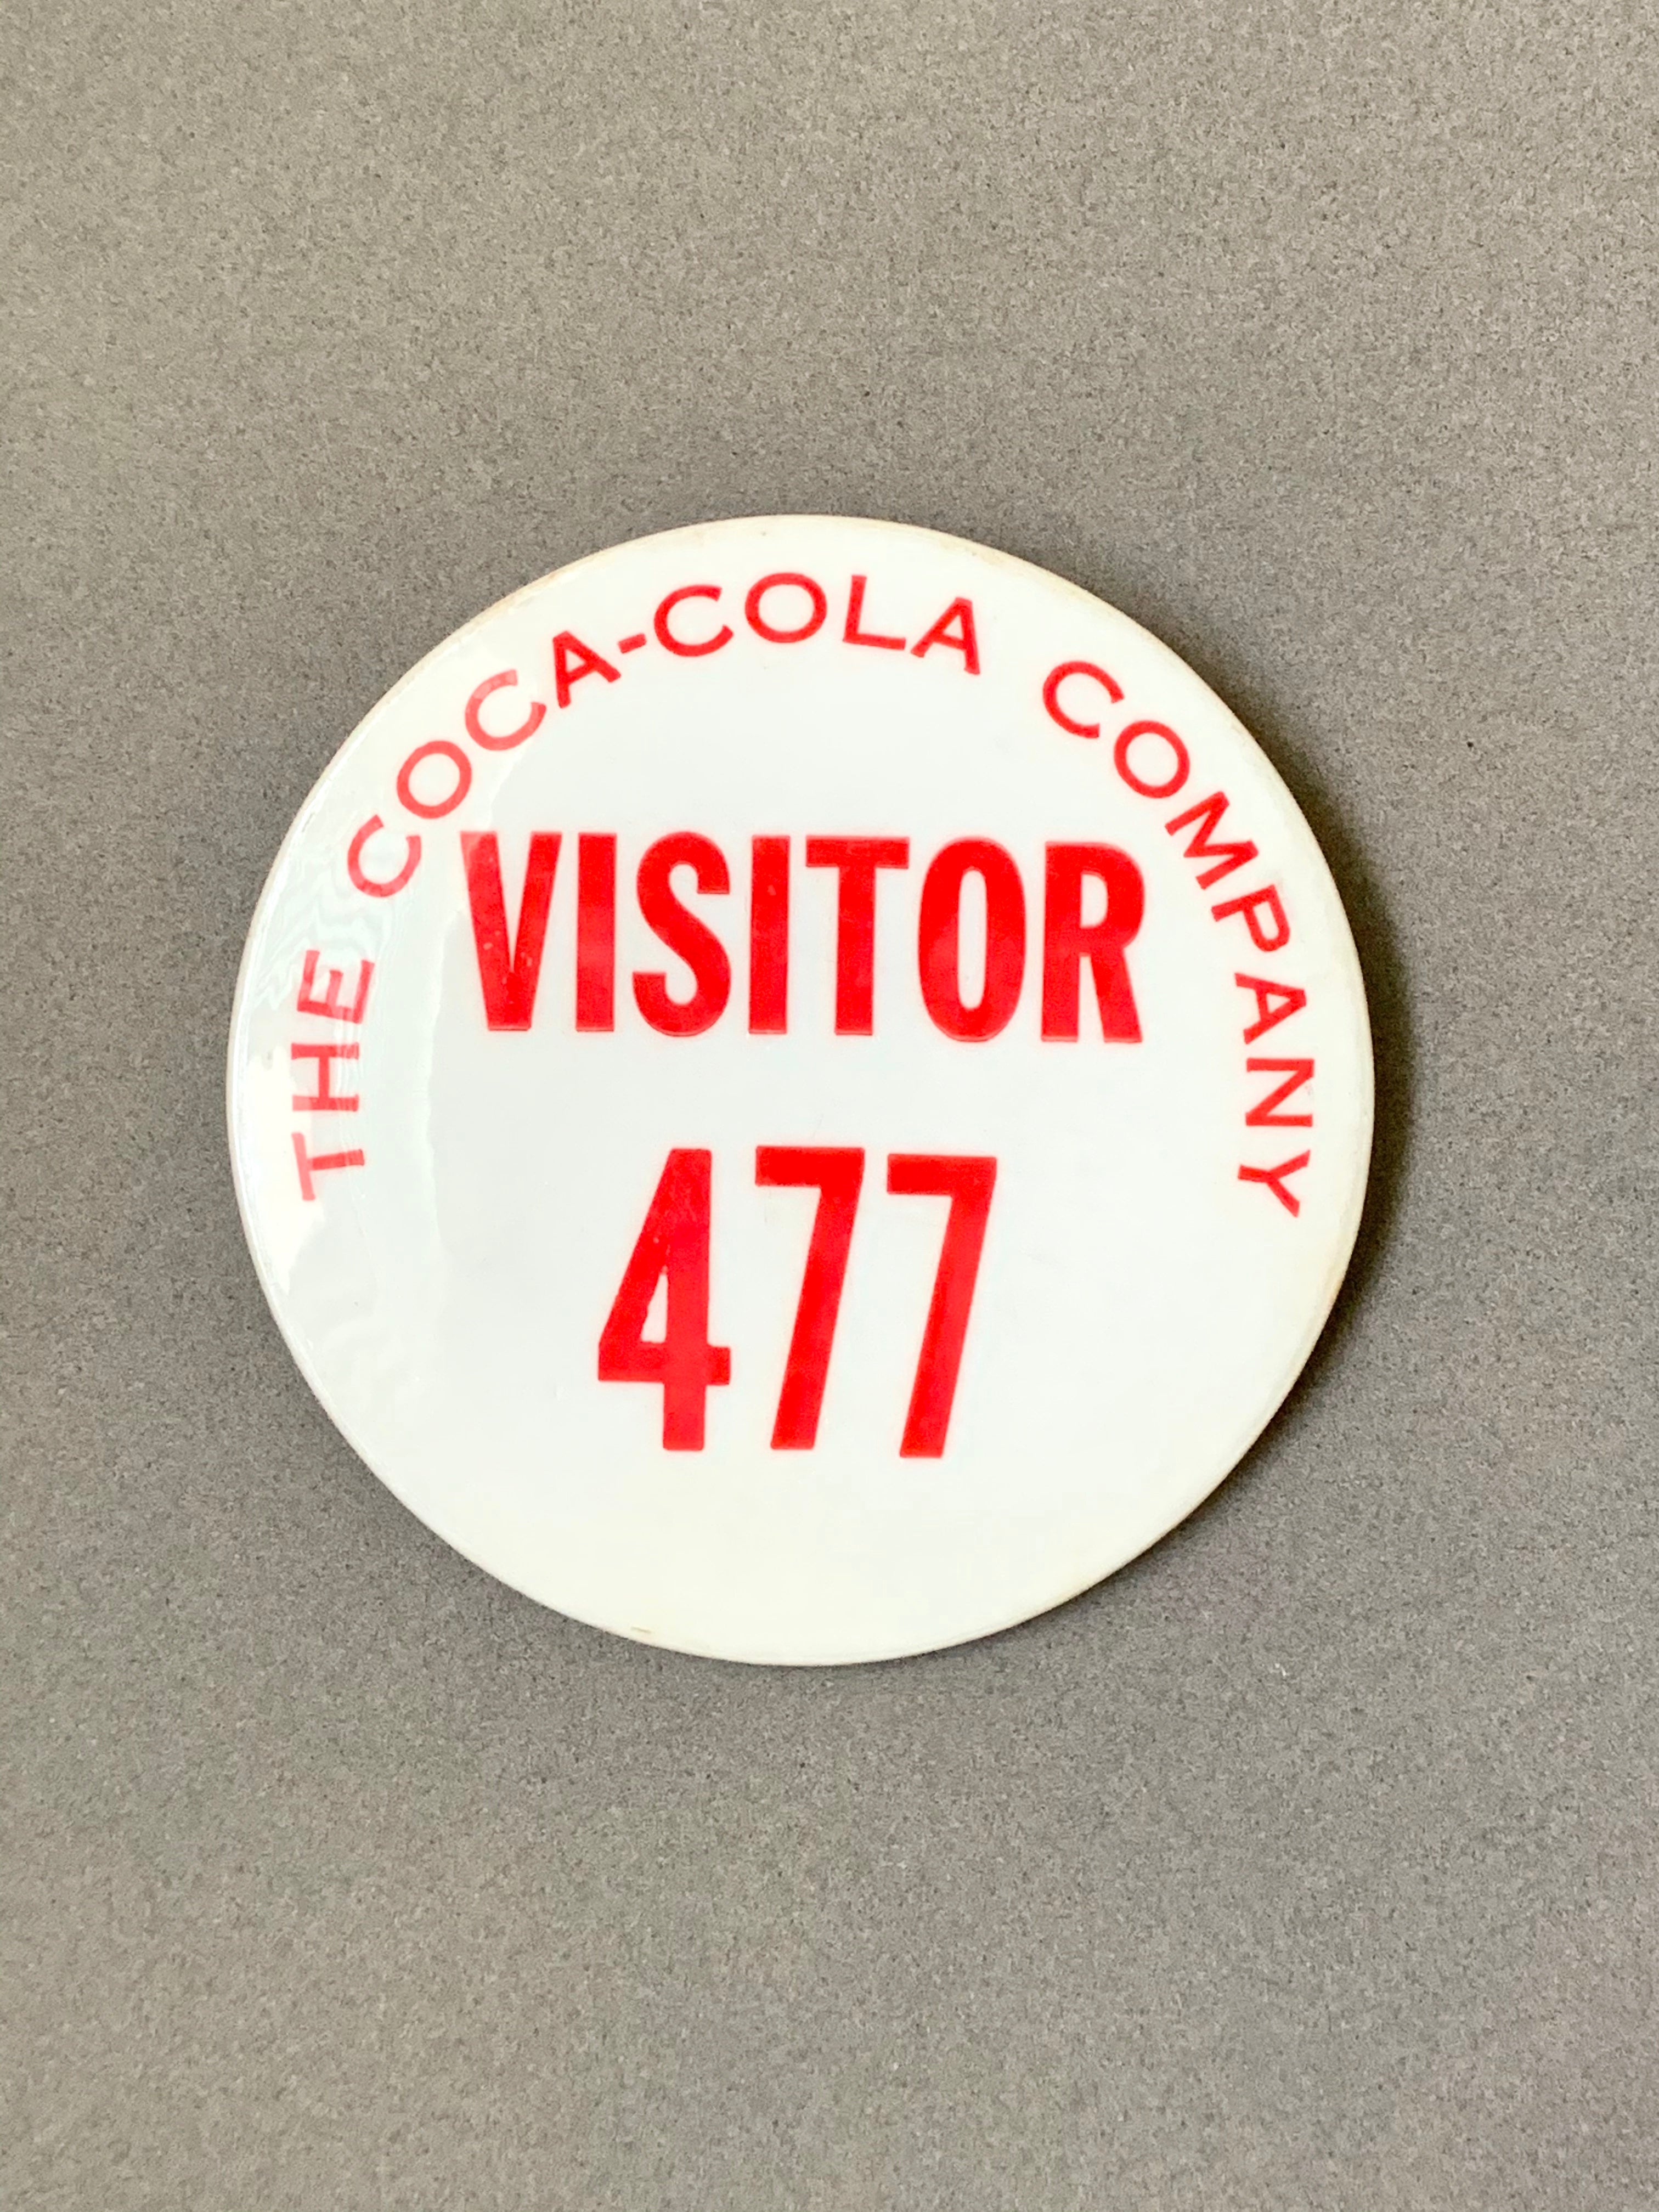 THE COCA-COLA COMPANY
VISITOR
477